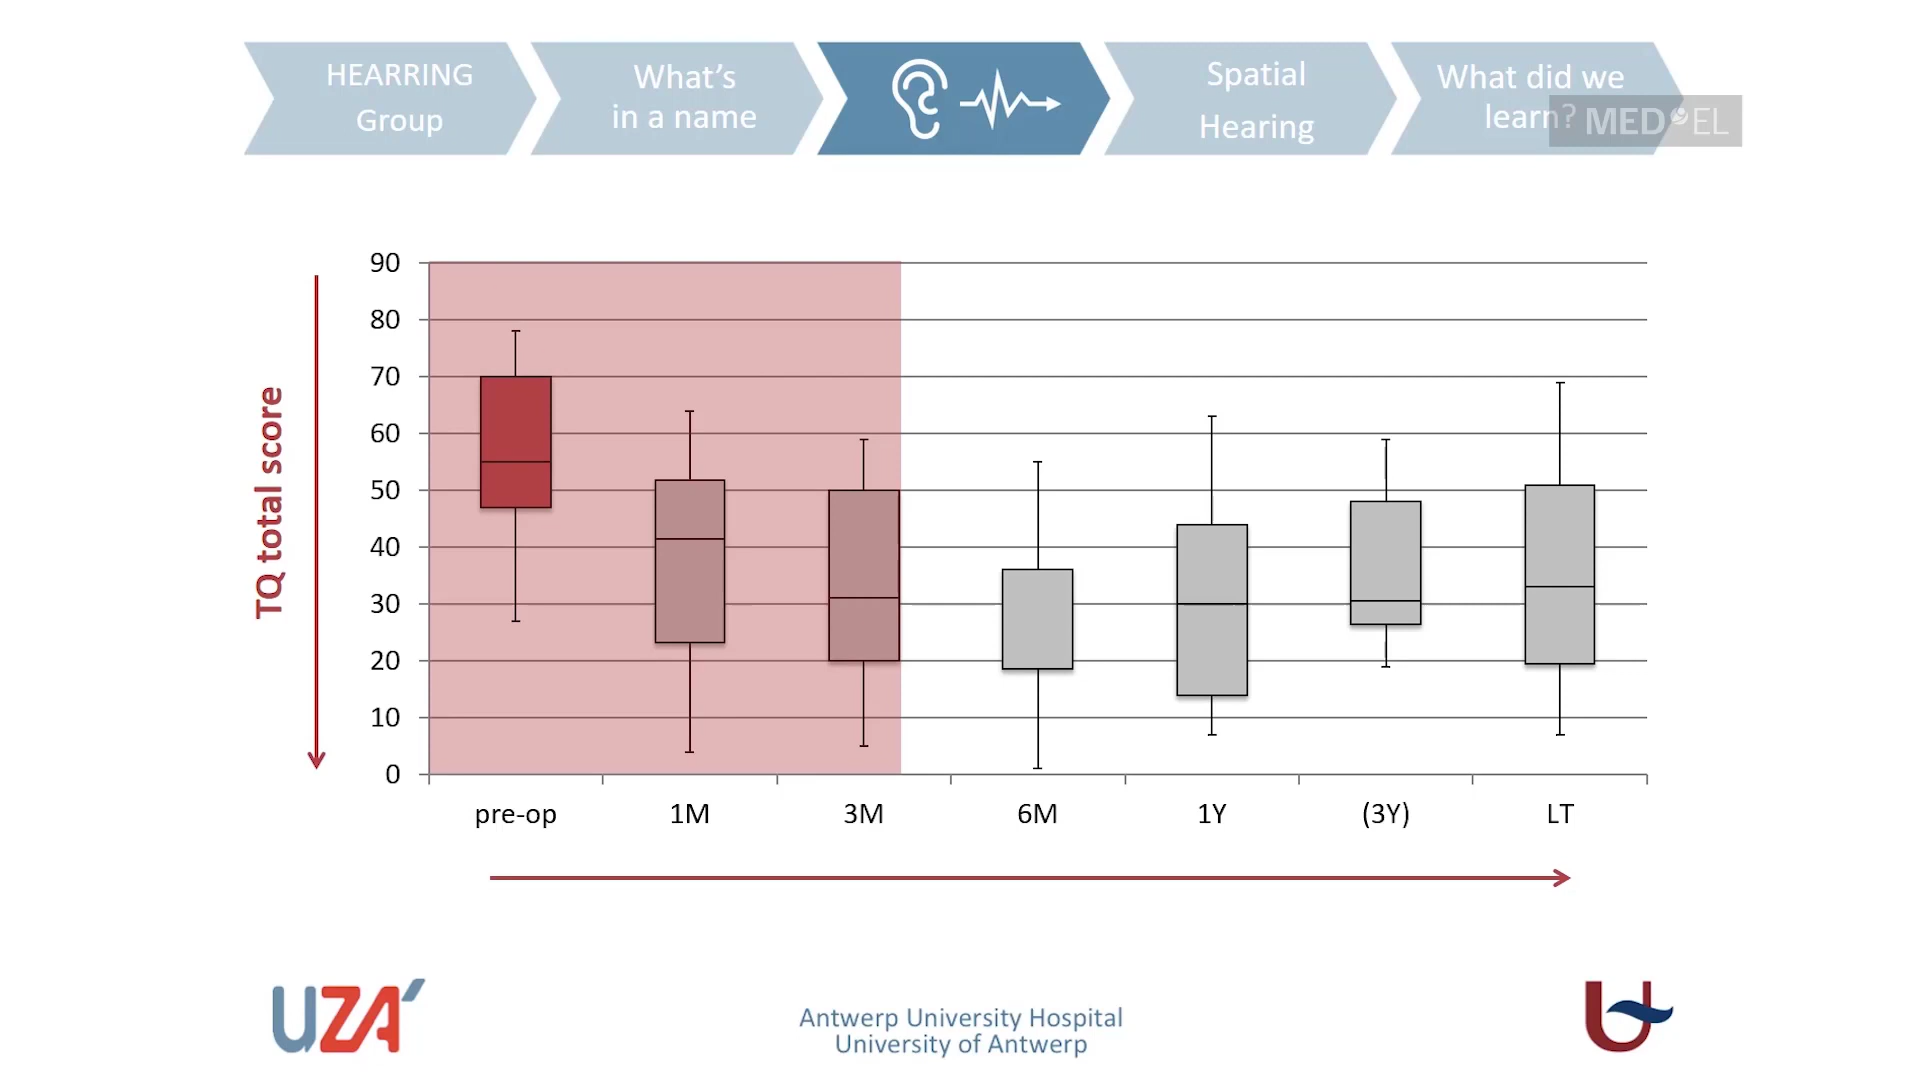 HEARRING
Group
What's
in a name
Spatial
Hearing
What did we
learn?
MED EL
90
80
70
60
50
40
30
20
10
0
TQ total score
pre-op 1M 3M 6M 1Y (3Y) LT
UZA'
Antwerp University Hospital
University of Antwerp